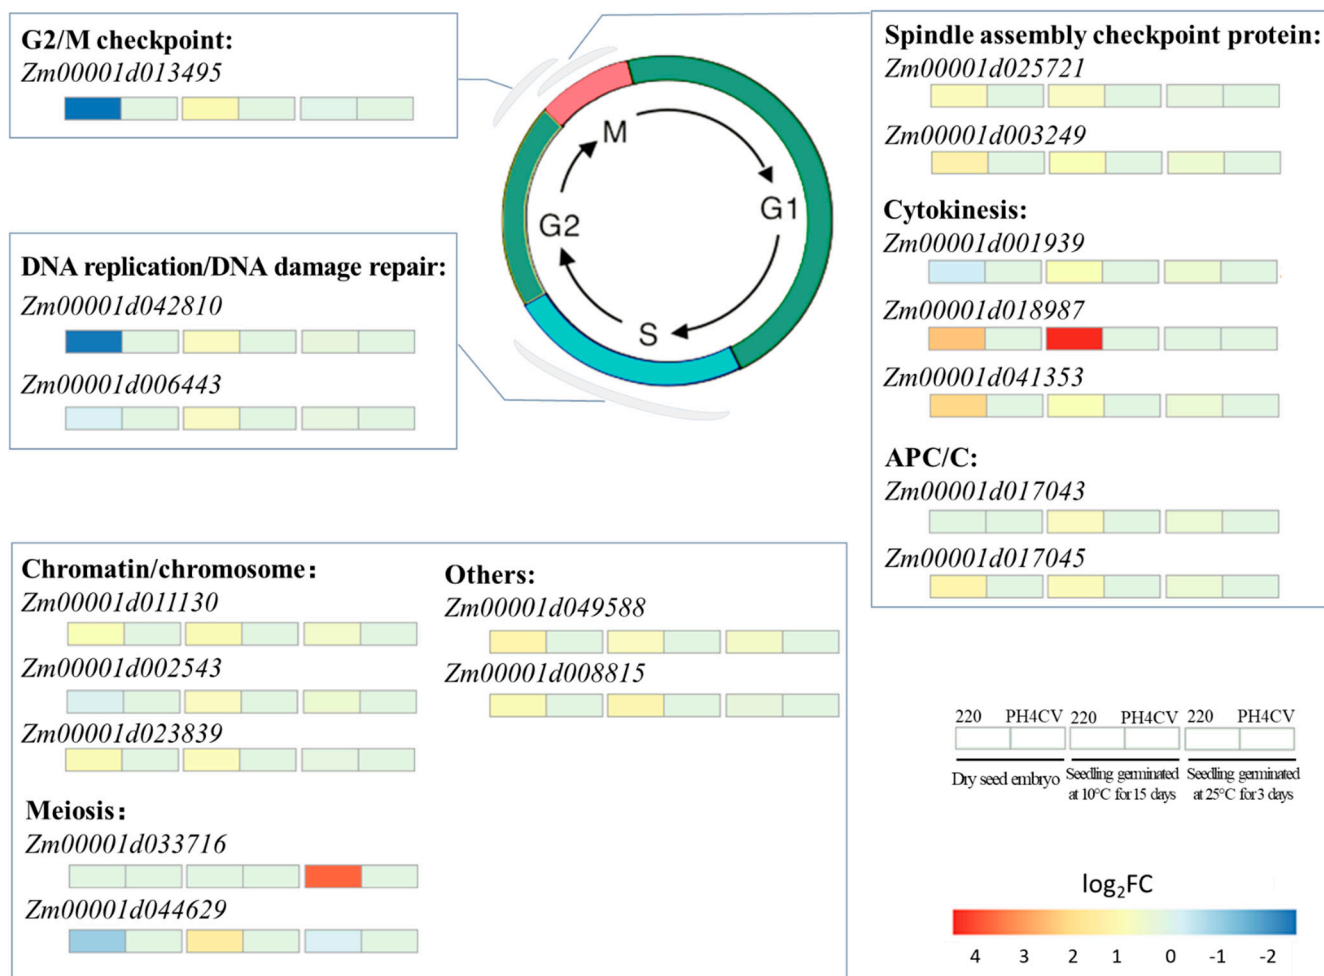 G2/M checkpoint:
Zm00001d013495
DNA replication/DNA damage repair:
Zm00001d042810
Zm00001d006443
M
G1
S
G2
Spindle assembly checkpoint protein:
Zm00001d025721
Zm00001d003249
Cytokinesis:
Zm00001d001939
Zm00001d018987
Zm00001d041353
APC/C:
Zm00001d017043
Zm00001d017045
Chromatin/chromosome:
Zm00001d011130
Zm00001d002543
Zm00001d023839
Meiosis:
Zm00001d033716
Zm00001d044629
Others:
Zm00001d049588
Zm00001d008815
220 PH4CV 220 PH4CV 220 PH4CV
Dry seed embryo
Seedling germinated
at 10°C for 15 days
Seedling germinated
at 25°C for 3 days
log₂FC
4 3 2 1 0 -1 -2